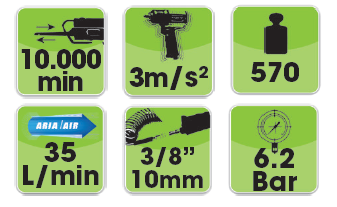 10.000
min
3m/s²
570
ARIA/AIR
35
L/min
3/8”
10mm
6.2
Bar